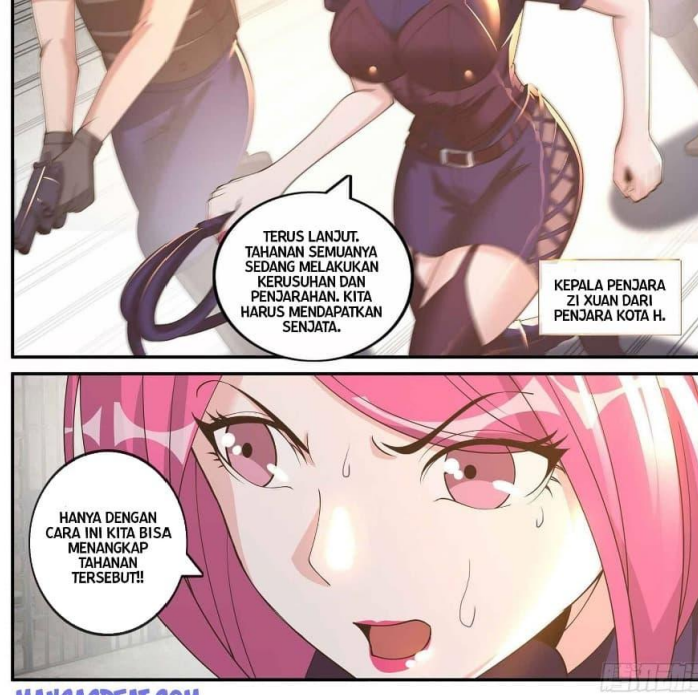 TERUS LANJUT.
TAHANAN SEMUANYA
SEDANG MELAKUKAN
KERUSUHAN DAN
PENJARAHAN. KITA
HARUS MENDAPATKAN
SENJATA.
KEPALA PENJARA
ZI XUAN DARI
PENJARA KOTA H.
HANYA DENGAN
CARA INI KITA BISA
MENANGKAP
TAHANAN
TERSEBUT!!